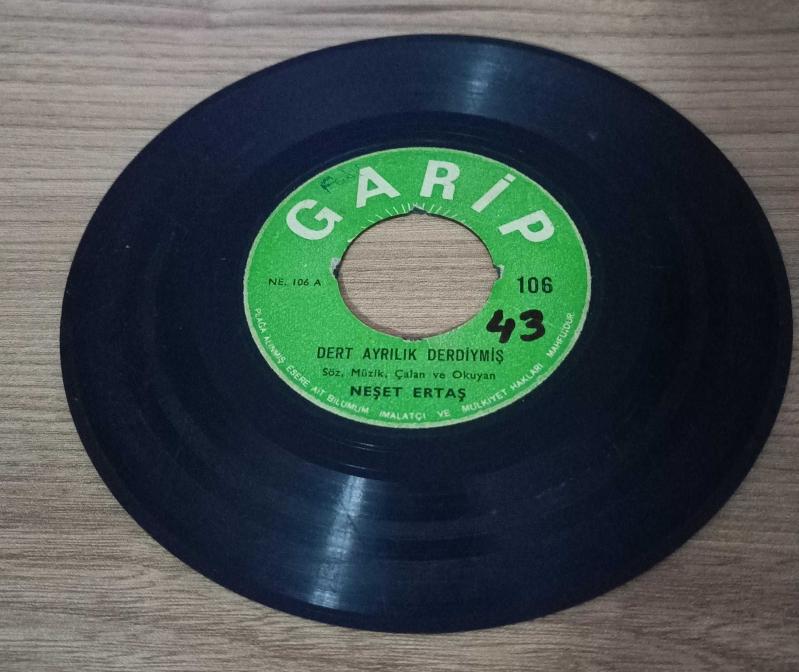 GARİP
NE. 106 A
106
43
DERT AYRILIK DERDİYMİŞ
Söz, Müzik, Çalan ve Okuyan
NEŞET ERTAŞ
PLAĞA ALINMIŞ ESERE AİT BİLUMUM İMALATÇI VE MÜLKİYET HAKLARI MAHFUZDUR.